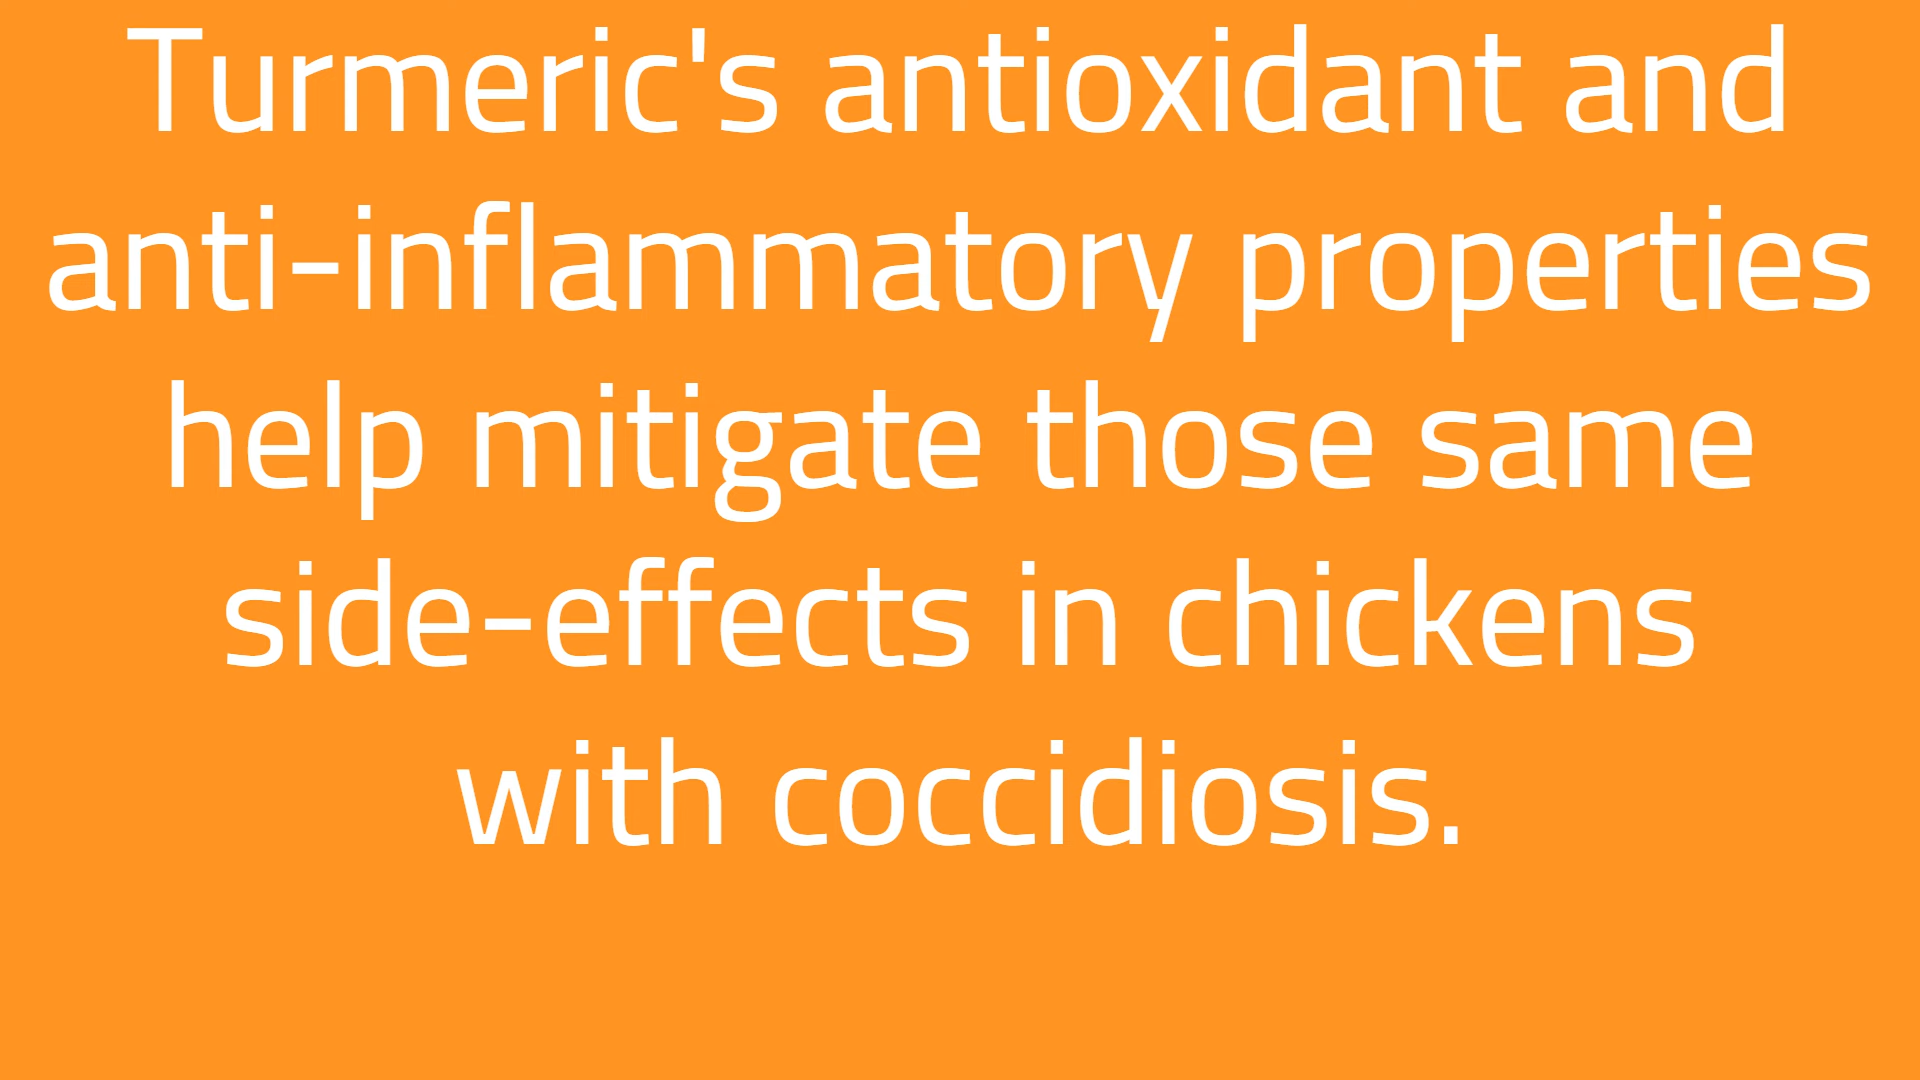 Turmeric's antioxidant and
anti-inflammatory properties
help mitigate those same
side-effects in chickens
with coccidiosis.